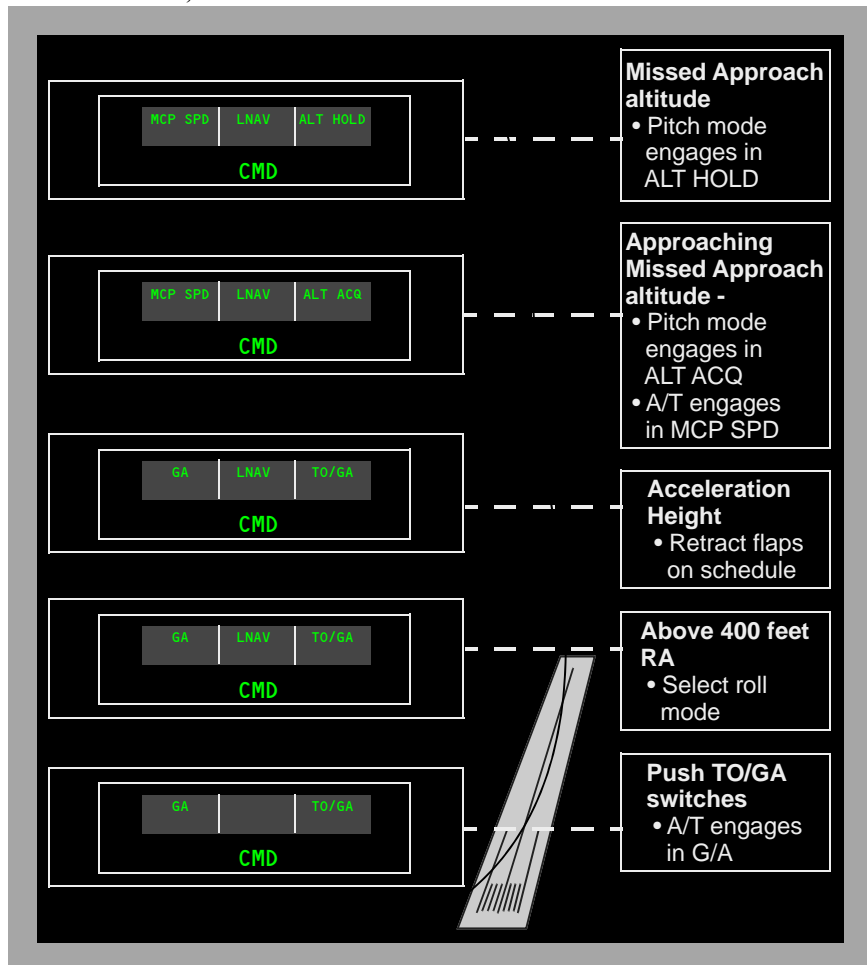 MCP SPD LNAV ALT HOLD
CMD
Missed Approach
altitude
• Pitch mode
engages in
ALT HOLD
MCP SPD LNAV ALT ACQ
CMD
Approaching
Missed Approach
altitude -
• Pitch mode
engages in
ALT ACQ
• A/T engages
in MCP SPD
GA LNAV TO/GA
CMD
Acceleration
Height
• Retract flaps
on schedule
GA LNAV TO/GA
CMD
Above 400 feet
RA
• Select roll
mode
GA TO/GA
CMD
Push TO/GA
switches
• A/T engages
in G/A